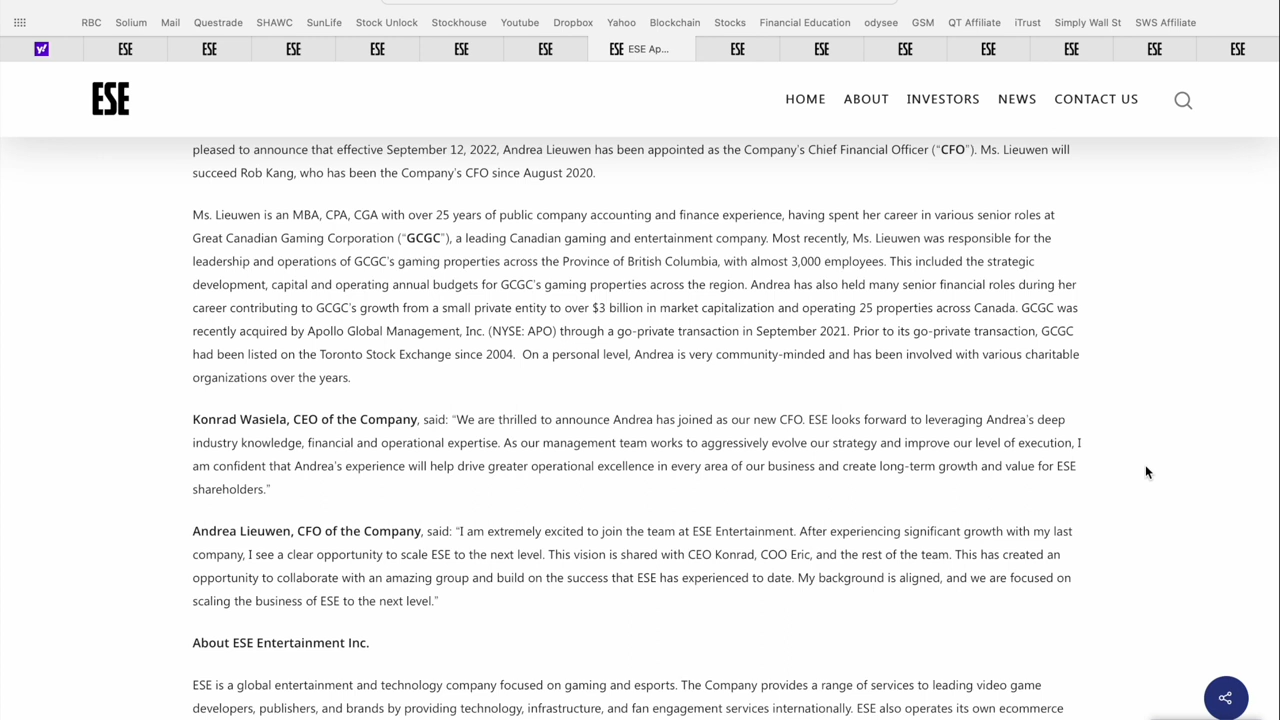 RBC Solium Mail Questrade SHAWC SunLife Stock Unlock Stockhouse Youtube Dropbox Yahoo Blockchain Stocks Financial Education odysee GSM QT Affiliate iTrust Simply Wall St SWS Affiliate
y! ESE ESE ESE ESE ESE ESE ESE ESE Ap... ESE ESE ESE ESE ESE ESE ESE
ESE HOME ABOUT INVESTORS NEWS CONTACT US
pleased to announce that effective September 12, 2022, Andrea Lieuwen has been appointed as the Company's Chief Financial Officer ("CFO"). Ms. Lieuwen will
succeed Rob Kang, who has been the Company's CFO since August 2020.
Ms. Lieuwen is an MBA, CPA, CGA with over 25 years of public company accounting and finance experience, having spent her career in various senior roles at
Great Canadian Gaming Corporation ("GCGC"), a leading Canadian gaming and entertainment company. Most recently, Ms. Lieuwen was responsible for the
leadership and operations of GCGC's gaming properties across the Province of British Columbia, with almost 3,000 employees. This included the strategic
development, capital and operating annual budgets for GCGC's gaming properties across the region. Andrea has also held many senior financial roles during her
career contributing to GCGC's growth from a small private entity to over $3 billion in market capitalization and operating 25 properties across Canada. GCGC was
recently acquired by Apollo Global Management, Inc. (NYSE: APO) through a go-private transaction in September 2021. Prior to its go-private transaction, GCGC
had been listed on the Toronto Stock Exchange since 2004. On a personal level, Andrea is very community-minded and has been involved with various charitable
organizations over the years.
Konrad Wasiela, CEO of the Company, said: "We are thrilled to announce Andrea has joined as our new CFO. ESE looks forward to leveraging Andrea's deep
industry knowledge, financial and operational expertise. As our management team works to aggressively evolve our strategy and improve our level of execution, I
am confident that Andrea's experience will help drive greater operational excellence in every area of our business and create long-term growth and value for ESE
shareholders."
Andrea Lieuwen, CFO of the Company, said: "I am extremely excited to join the team at ESE Entertainment. After experiencing significant growth with my last
company, I see a clear opportunity to scale ESE to the next level. This vision is shared with CEO Konrad, COO Eric, and the rest of the team. This has created an
opportunity to collaborate with an amazing group and build on the success that ESE has experienced to date. My background is aligned, and we are focused on
scaling the business of ESE to the next level."
About ESE Entertainment Inc.
ESE is a global entertainment and technology company focused on gaming and esports. The Company provides a range of services to leading video game
developers, publishers, and brands by providing technology, infrastructure, and fan engagement services internationally. ESE also operates its own ecommerce